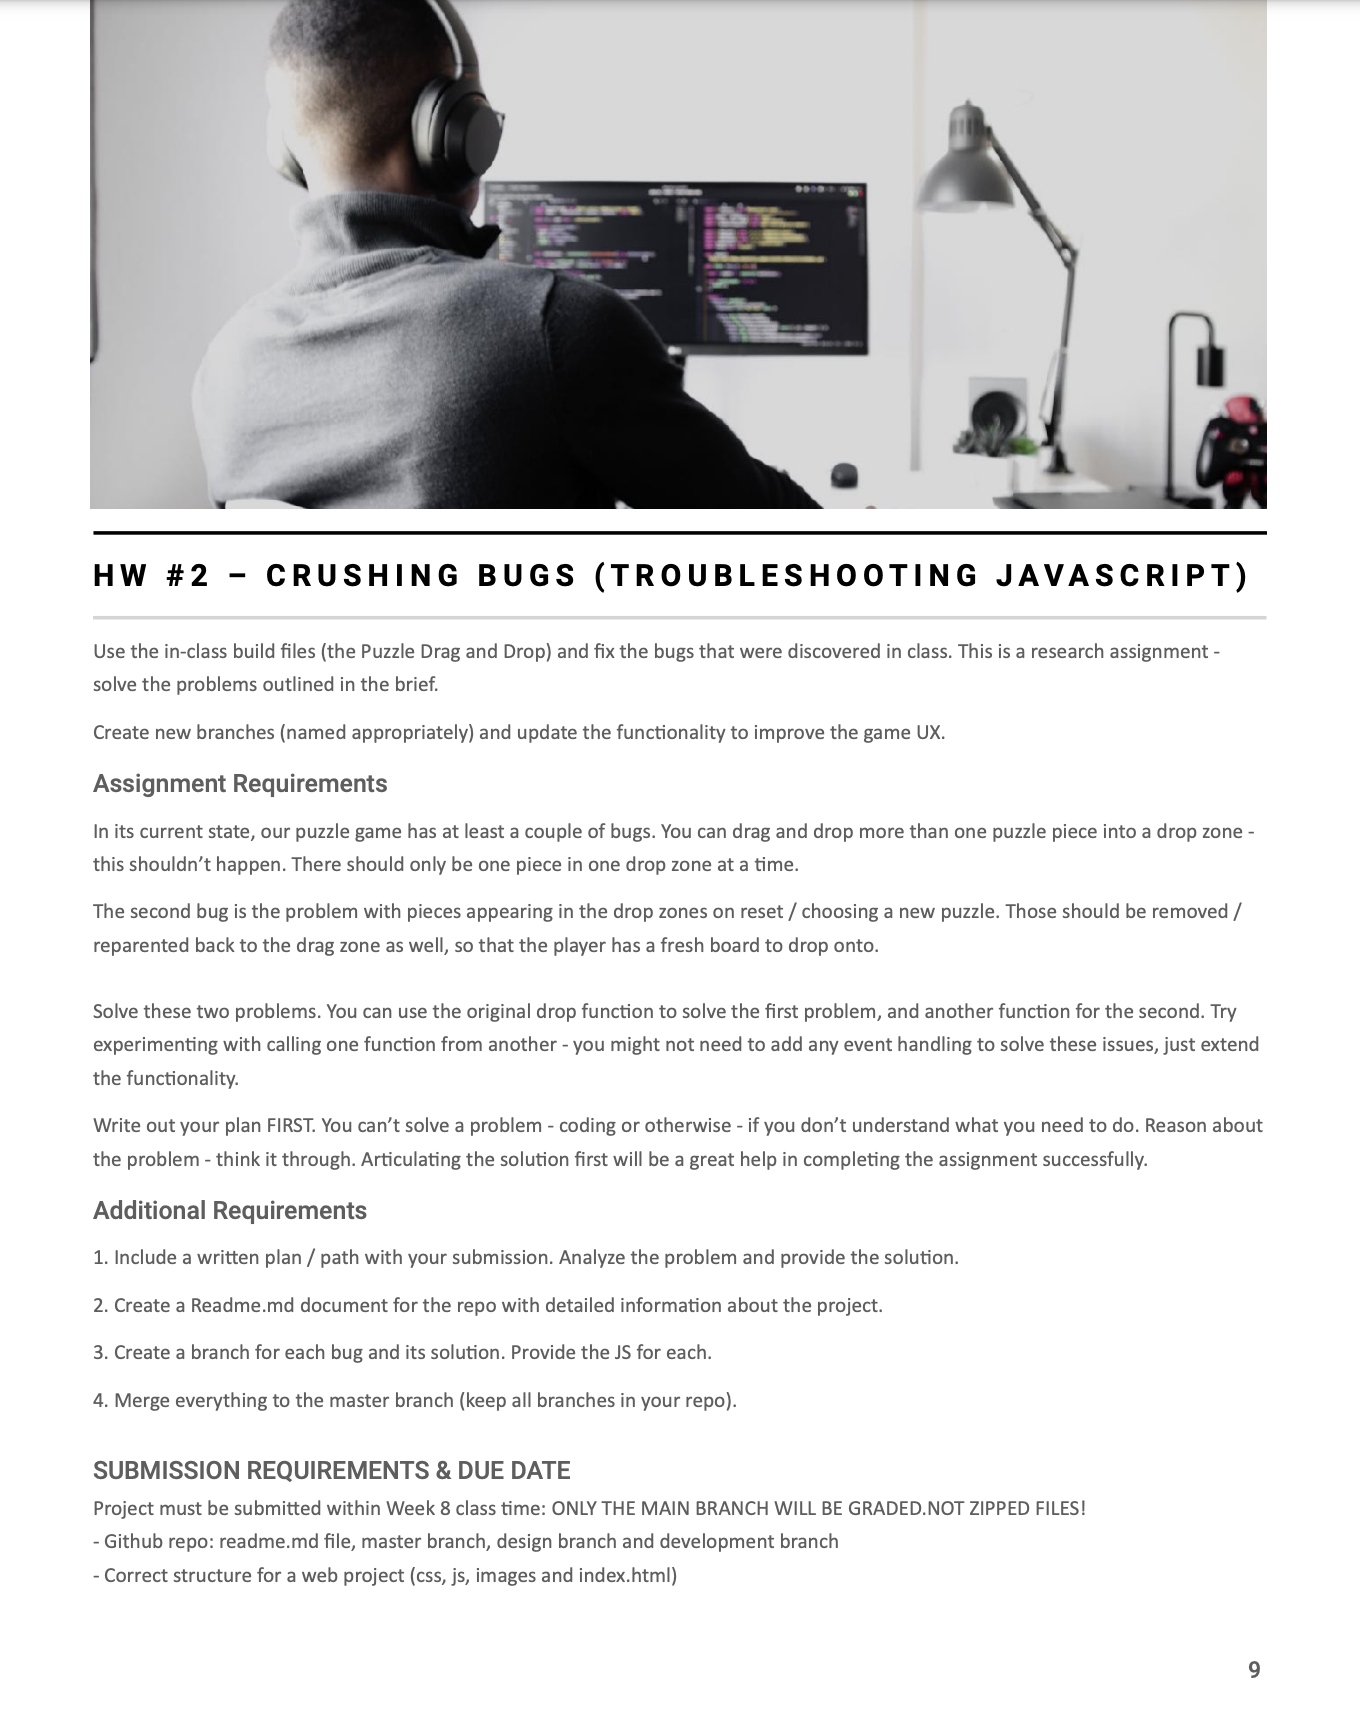 HW #2 – CRUSHING BUGS (TROUBLESHOOTING JAVASCRIPT)
Use the in-class build files (the Puzzle Drag and Drop) and fix the bugs that were discovered in class. This is a research assignment -
solve the problems outlined in the brief.
Create new branches (named appropriately) and update the functionality to improve the game UX.
Assignment Requirements
In its current state, our puzzle game has at least a couple of bugs. You can drag and drop more than one puzzle piece into a drop zone -
this shouldn’t happen. There should only be one piece in one drop zone at a time.
The second bug is the problem with pieces appearing in the drop zones on reset / choosing a new puzzle. Those should be removed /
reparented back to the drag zone as well, so that the player has a fresh board to drop onto.
Solve these two problems. You can use the original drop function to solve the first problem, and another function for the second. Try
experimenting with calling one function from another - you might not need to add any event handling to solve these issues, just extend
the functionality.
Write out your plan FIRST. You can’t solve a problem - coding or otherwise - if you don’t understand what you need to do. Reason about
the problem - think it through. Articulating the solution first will be a great help in completing the assignment successfully.
Additional Requirements
1. Include a written plan / path with your submission. Analyze the problem and provide the solution.
2. Create a Readme.md document for the repo with detailed information about the project.
3. Create a branch for each bug and its solution. Provide the JS for each.
4. Merge everything to the master branch (keep all branches in your repo).
SUBMISSION REQUIREMENTS & DUE DATE
Project must be submitted within Week 8 class time: ONLY THE MAIN BRANCH WILL BE GRADED.NOT ZIPPED FILES!
- Github repo: readme.md file, master branch, design branch and development branch
- Correct structure for a web project (css, js, images and index.html)
9